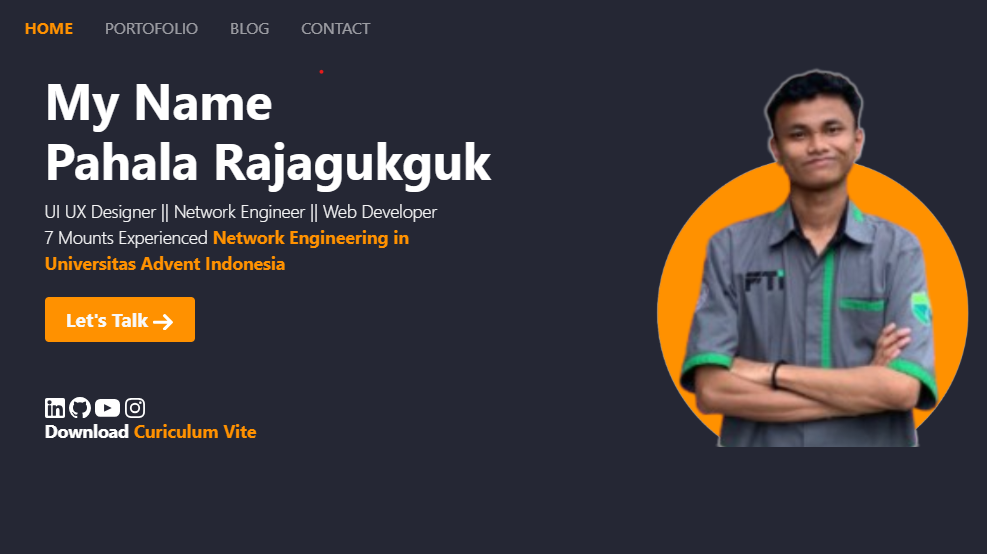 HOME PORTOFOLIO BLOG CONTACT
My Name
Pahala Rajagukguk
UI UX Designer || Network Engineer || Web Developer
7 Mounts Experienced Network Engineering in
Universitas Advent Indonesia
Let's Talk
Download Curiculum Vite
FTI